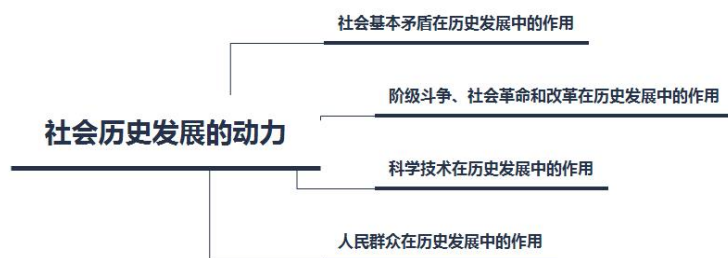 社会基本矛盾在历史发展中的作用
阶级斗争、社会革命和改革在历史发展中的作用
社会历史发展的动力
科学技术在历史发展中的作用
人民群众在历史发展中的作用